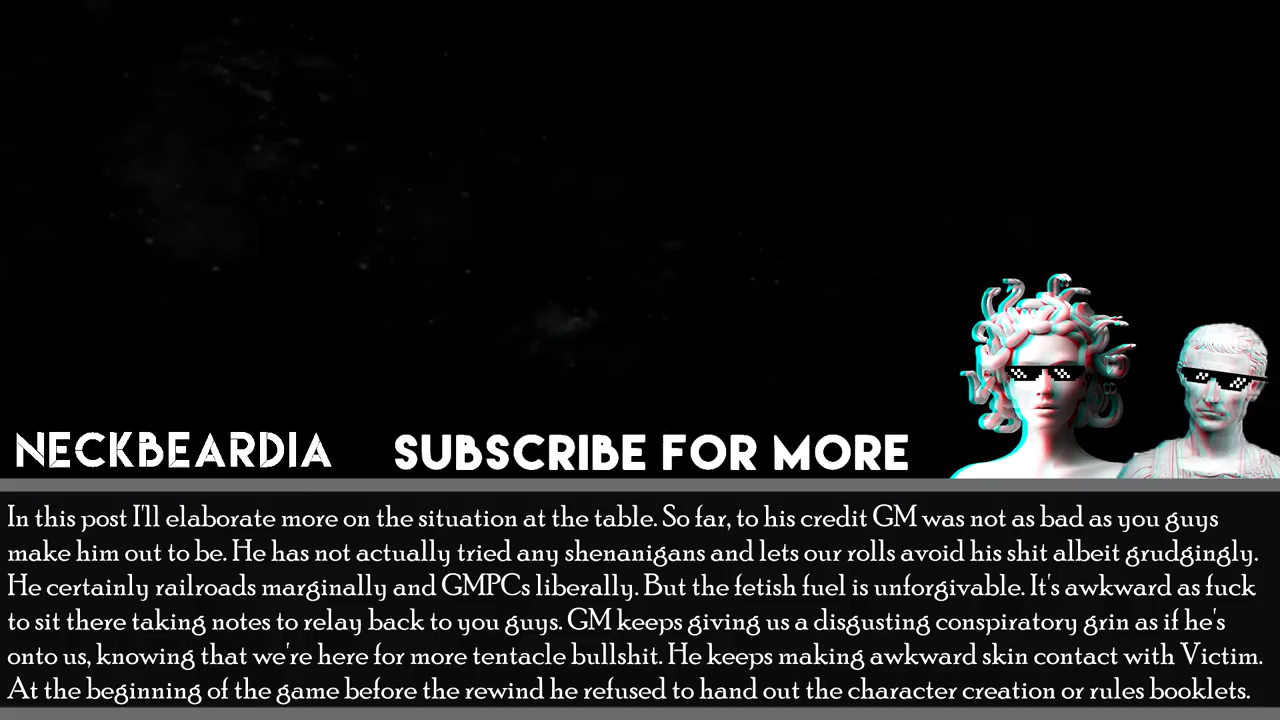 NECKBEARDIA
SUBSCRIBE FOR MORE
In this post I'll elaborate more on the situation at the table. So far, to his credit GM was not as bad as you guys
make him out to be. He has not actually tried any shenanigans and lets our rolls avoid his shit albeit grudgingly.
He certainly railroads marginally and GMPCs liberally. But the fetish fuel is unforgivable. It's awkward as fuck
to sit there taking notes to relay back to you guys. GM keeps giving us a disgusting conspiratory grin as if he's
onto us, knowing that we're here for more tentacle bullshit. He keeps making awkward skin contact with Victim.
At the beginning of the game before the rewind he refused to hand out the character creation or rules booklets.